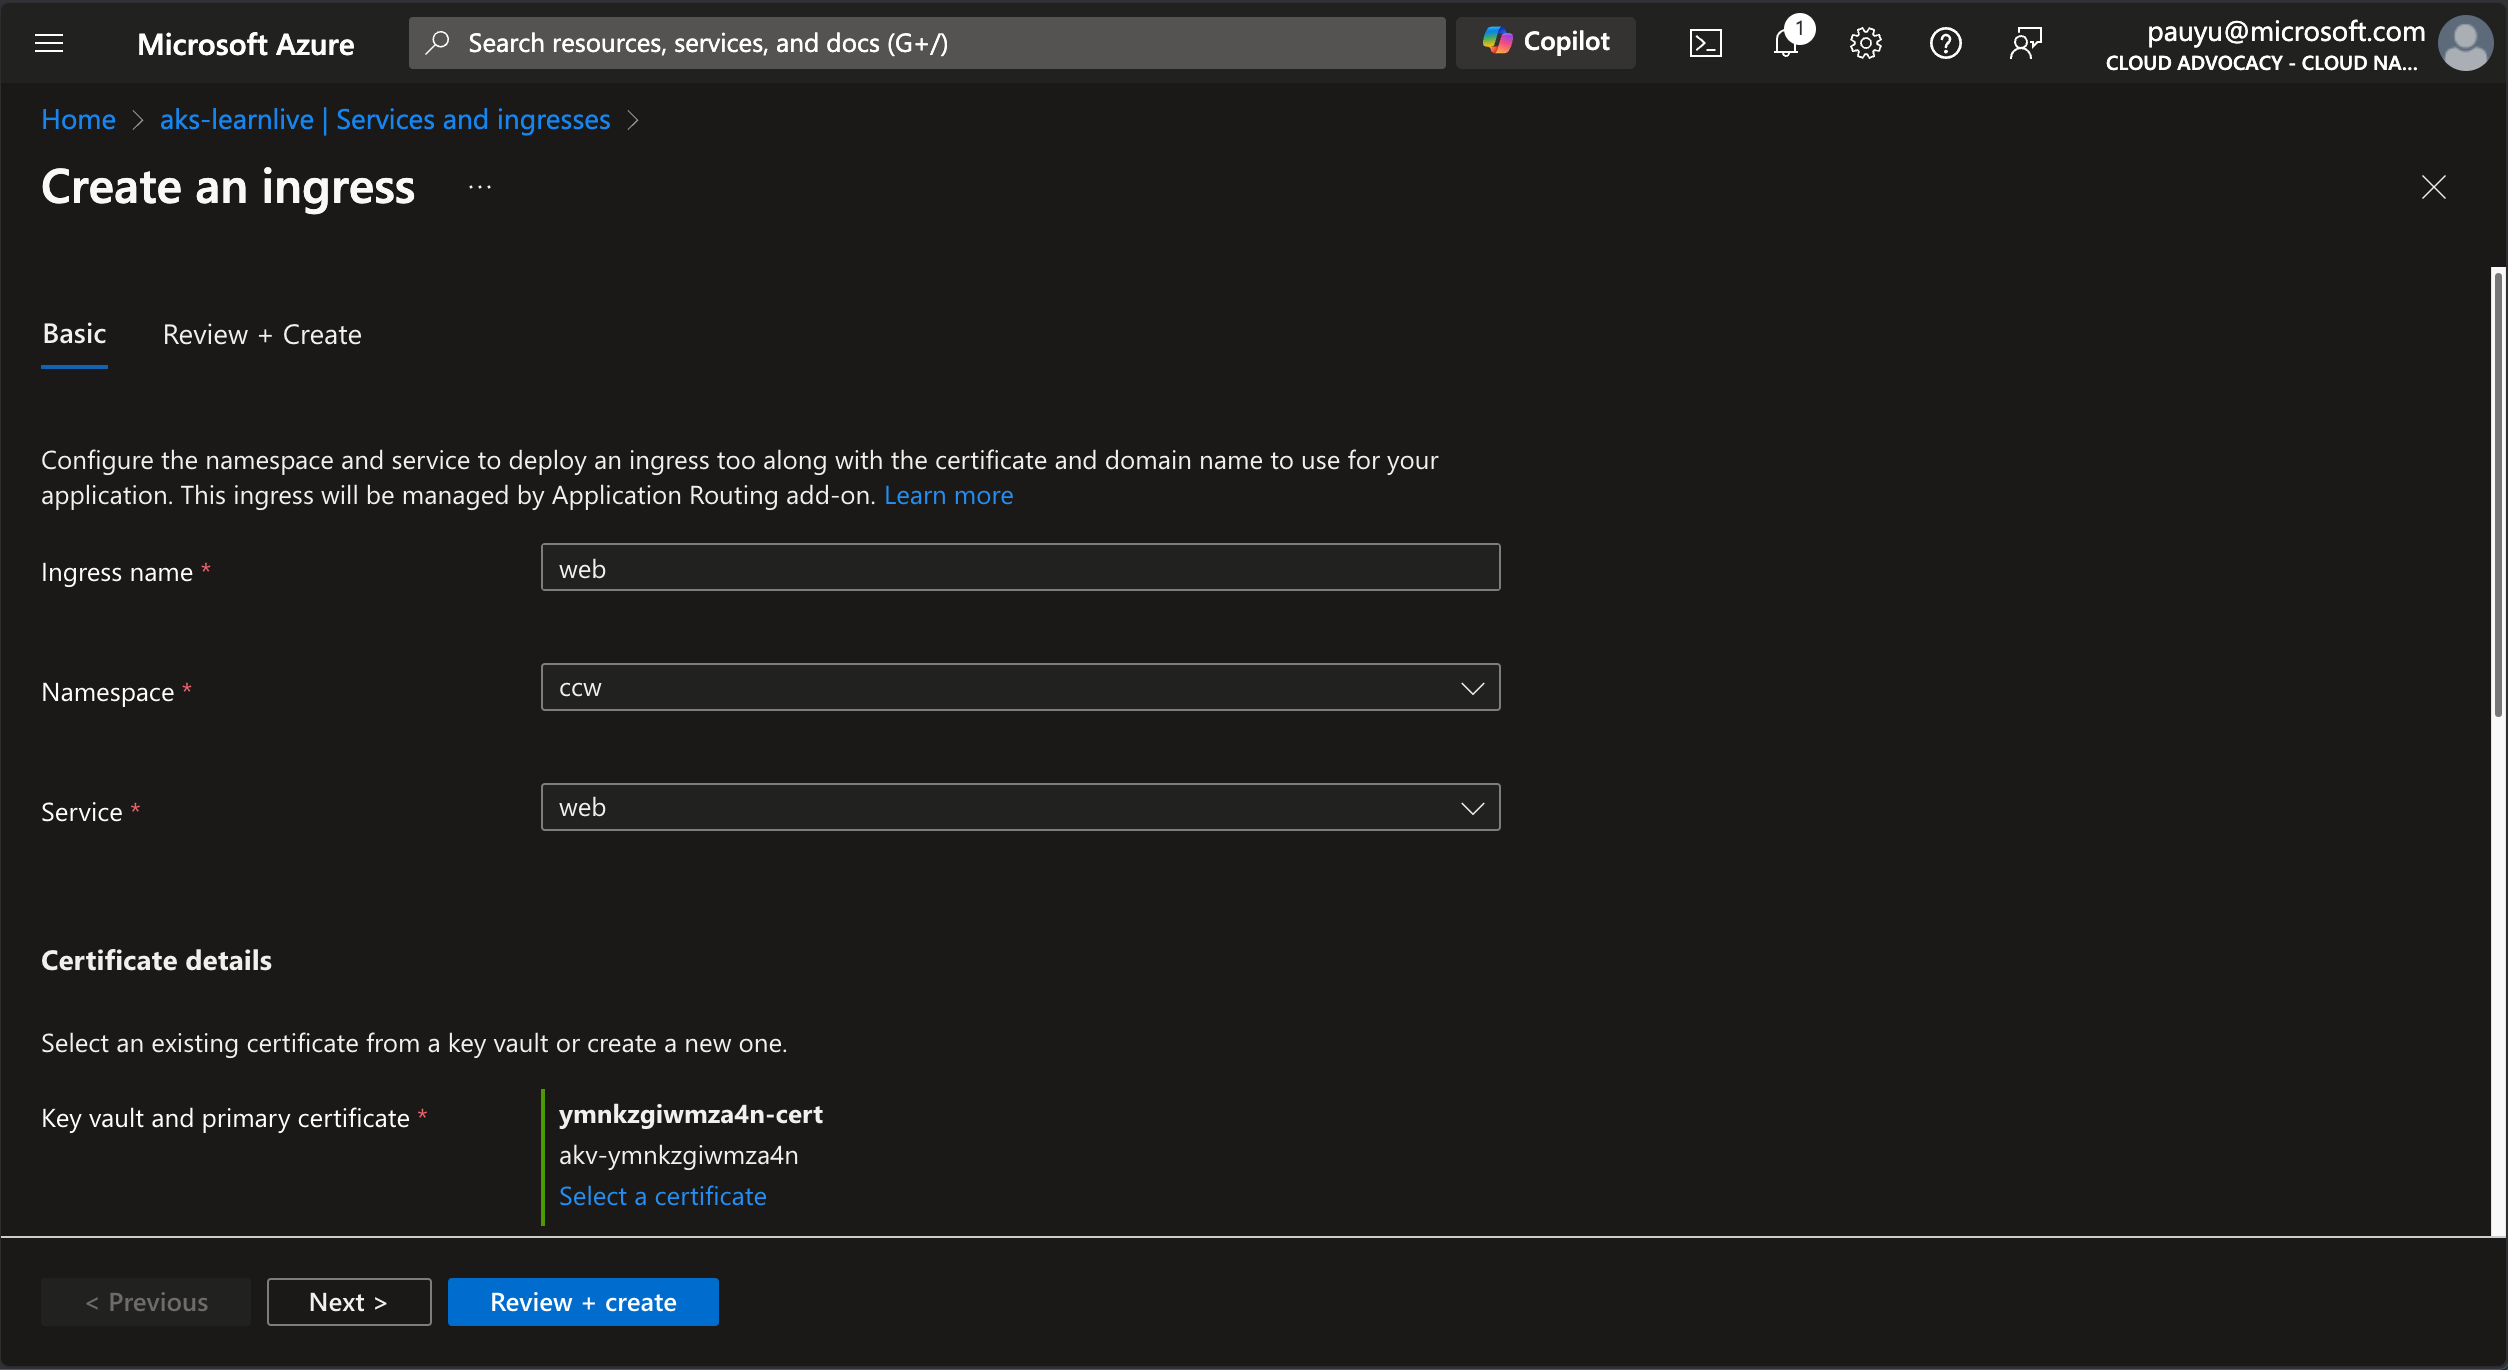 Microsoft Azure
Search resources, services, and docs (G+/)
Copilot
1
pauyu@microsoft.com
CLOUD ADVOCACY - CLOUD NA...
Home > aks-learnlive | Services and ingresses >
Create an ingress ...
Basic
Review + Create
Configure the namespace and service to deploy an ingress too along with the certificate and domain name to use for your
application. This ingress will be managed by Application Routing add-on. Learn more
Ingress name *
web
Namespace *
ccw
Service *
web
Certificate details
Select an existing certificate from a key vault or create a new one.
Key vault and primary certificate *
ymnkzgiwmza4n-cert
akv-ymnkzgiwmza4n
Select a certificate
< Previous
Next >
Review + create